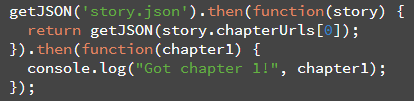 getJSON('story.json').then(function(story) {
  return getJSON(story.chapterUrls[0]);
}).then(function(chapter1) {
  console.log("Got chapter 1!", chapter1);
});